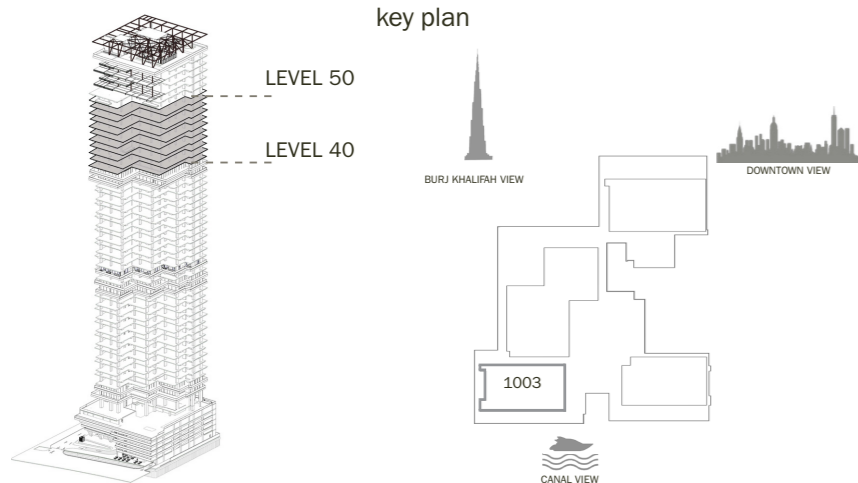 key plan
LEVEL 50
LEVEL 40
BURJ KHALIFAH VIEW
DOWNTOWN VIEW
1003
CANAL VIEW